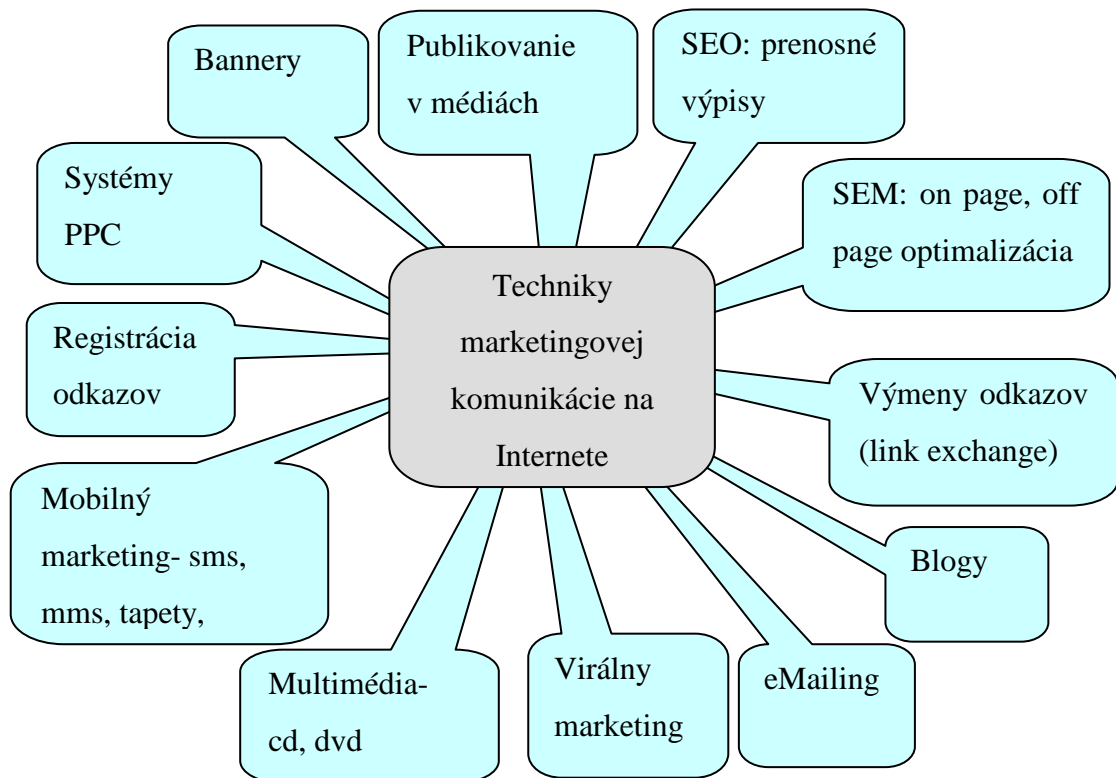 Bannery
Publikovanie
v médiách
SEO: prenosné
výpisy
Systémy
PPC
SEM: on page, off
page optimalizácia
Techniky
marketingovej
komunikácie na
Internete
Registrácia
odkazov
Výmeny odkazov
(link exchange)
Mobilný
marketing- sms,
mms, tapety,
Blogy
Multimédia-
cd, dvd
Virálny
marketing
eMailing